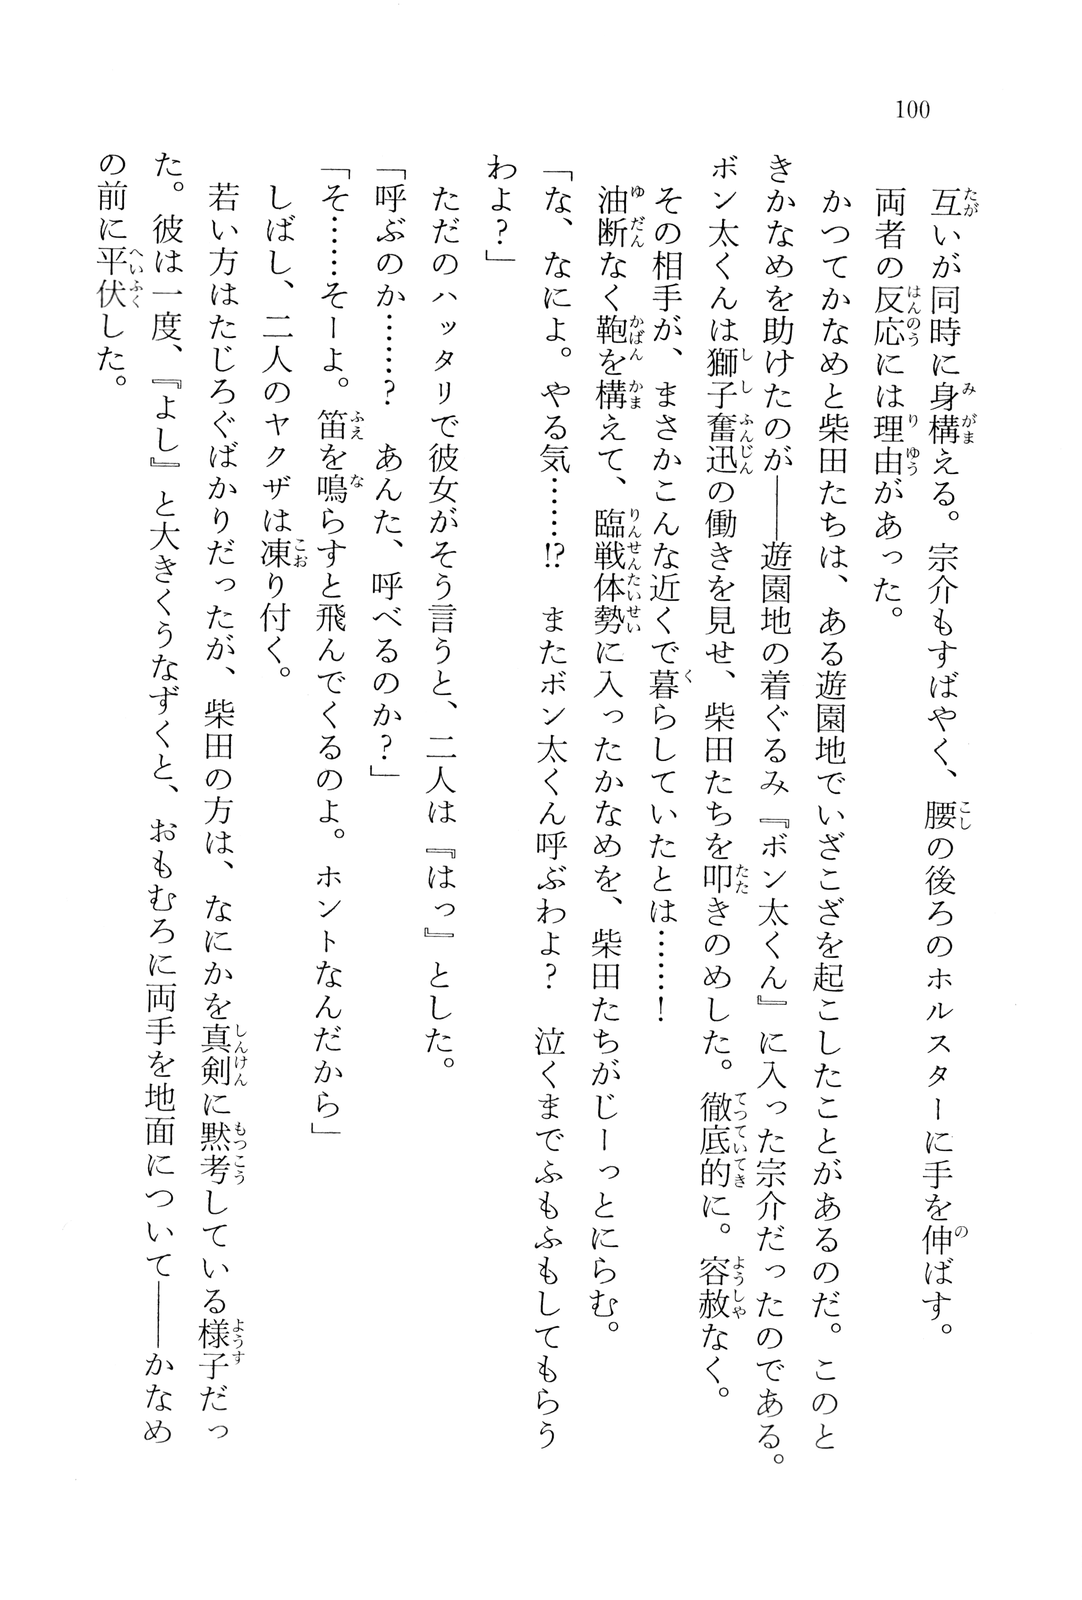 100
互いが同時に身構える。宗介もすばやく、腰の後ろのホルスターに手を伸ばす。
両者の反応には理由があった。
かつてかなめと柴田たちは、ある遊園地でいざこざを起こしたことがあるのだ。このと
きかなめを助けたのが――遊園地の着ぐるみ『ボン太くん』に入った宗介だったのである。
ボン太くんは獅子奮迅の働きを見せ、柴田たちを叩きのめした。徹底的に。容赦なく。
その相手が、まさかこんな近くで暮らしていたとは……！
油断なく鞄を構えて、臨戦体勢に入ったかなめを、柴田たちがじーっとにらむ。
「な、なによ。やる気……!?　またボン太くん呼ぶわよ？　泣くまでふもふもしてもらう
わよ？」
ただのハッタリで彼女がそう言うと、二人は『はっ』とした。
「呼ぶのか……？　あんた、呼べるのか？」
「そ……そーよ。笛を鳴らすと飛んでくるのよ。ホントなんだから」
しばし、二人のヤクザは凍り付く。
若い方はたじろぐばかりだったが、柴田の方は、なにかを真剣に黙考している様子だっ
た。彼は一度、『よし』と大きくうなずくと、おもむろに両手を地面について――かなめ
の前に平伏した。